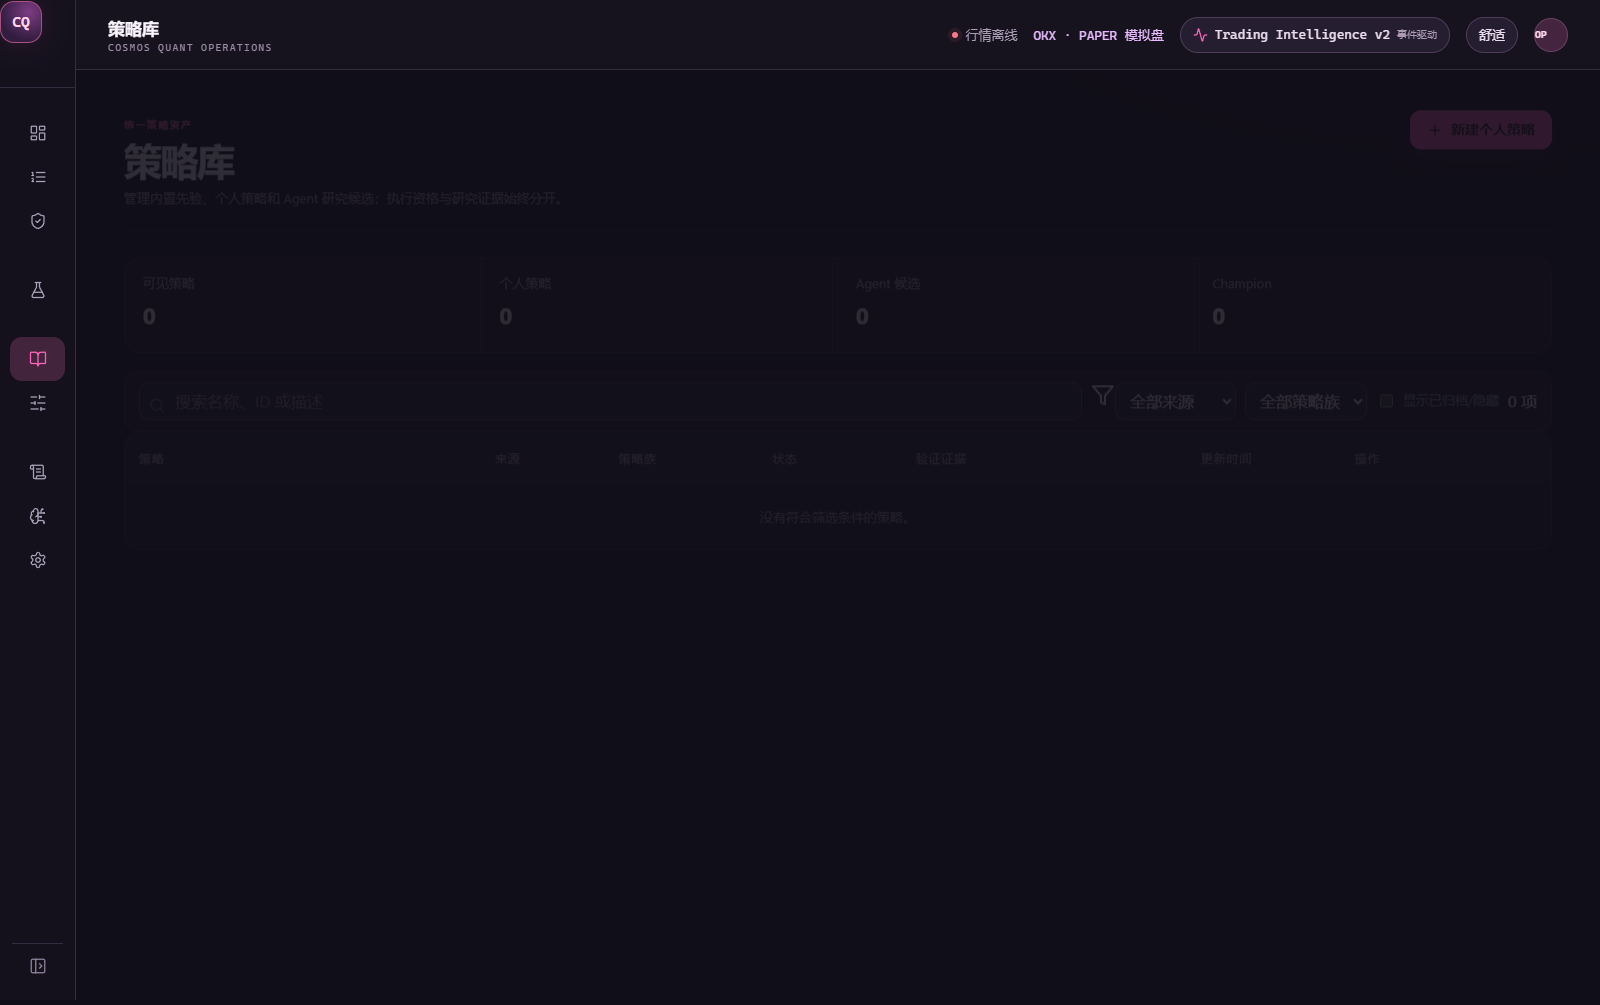 CQ
策略库
COSMOS QUANT OPERATIONS
行情离线
OKX · PAPER 模拟盘
Trading Intelligence v2 事件驱动
舒适
OP
统一策略资产
策略库
管理内置先验、个人策略和 Agent 研究候选；执行资格与研究证据始终分开。
+ 新建个人策略
可见策略
0
个人策略
0
Agent 候选
0
Champion
0
搜索名称、ID 或描述
全部来源
全部策略族
显示已归档/隐藏
0 项
策略
来源
策略族
状态
验证证据
更新时间
操作
没有符合筛选条件的策略。